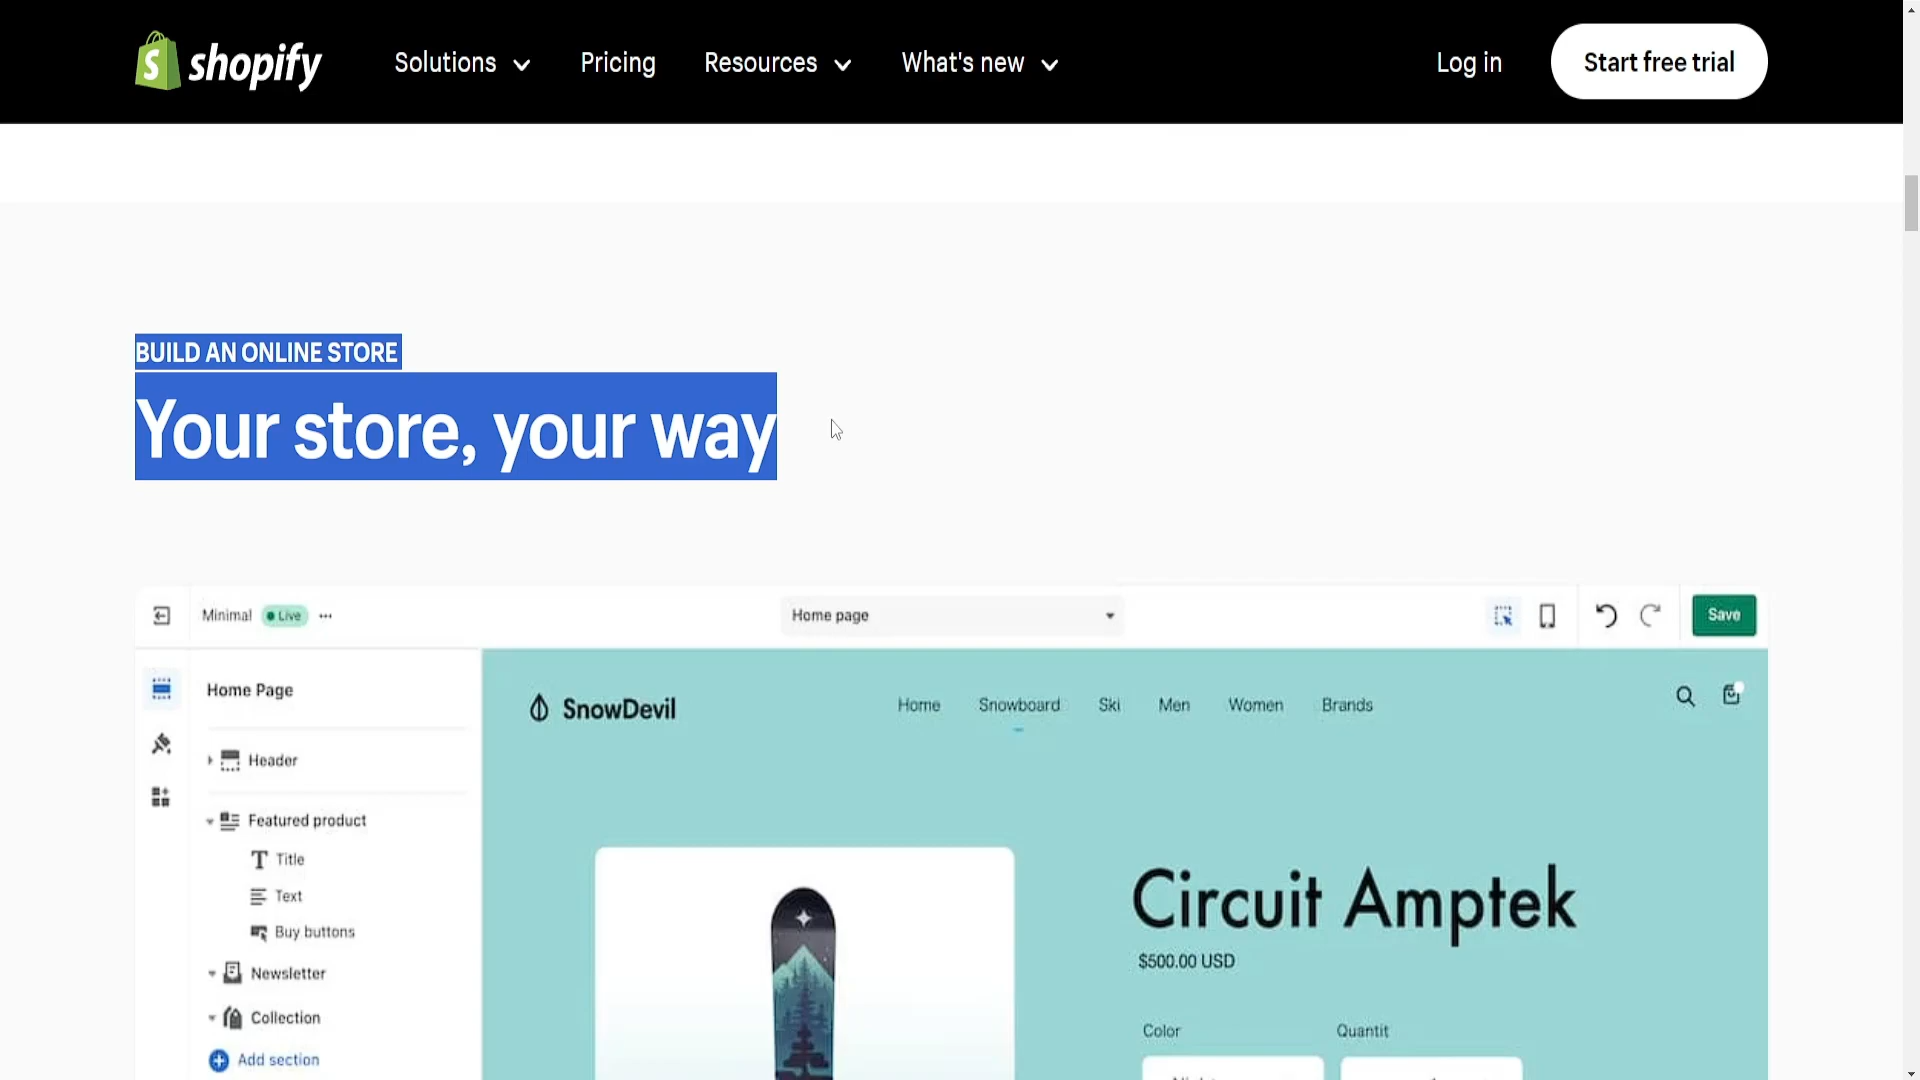 shopify
Solutions
Pricing
Resources
What's new
Log in
Start free trial
BUILD AN ONLINE STORE
Your store, your way
Minimal
Live
Home page
Save
Home Page
Header
Featured product
Title
Text
Buy buttons
Newsletter
Collection
Add section
SnowDevil
Home
Snowboard
Ski
Men
Women
Brands
Circuit Amptek
$500.00 USD
Color
Quantit